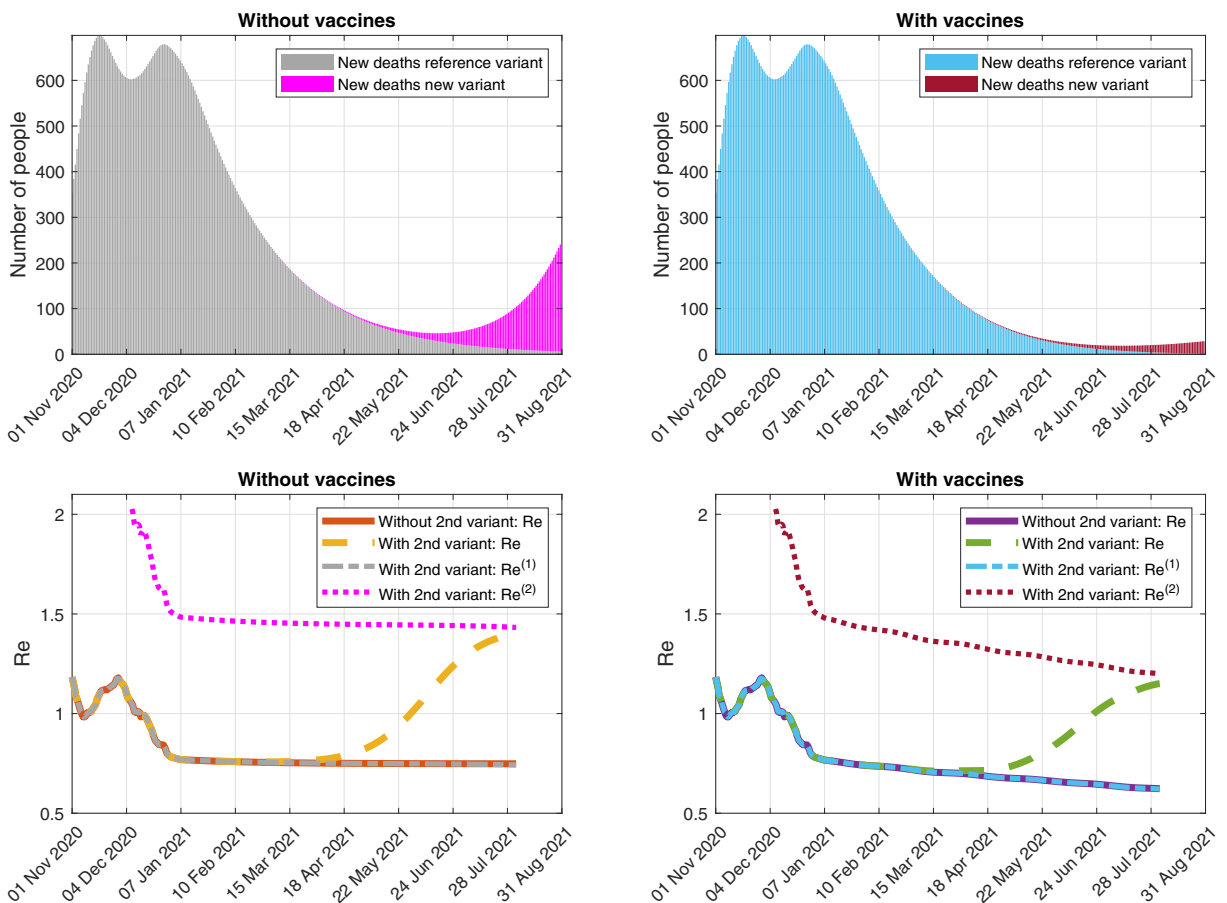 Without vaccines
New deaths reference variant
New deaths new variant
Number of people
600
500
400
300
200
100
0
01 Nov 2020
04 Dec 2020
07 Jan 2021
10 Feb 2021
15 Mar 2021
18 Apr 2021
22 May 2021
24 Jun 2021
28 Jul 2021
31 Aug 2021
With vaccines
New deaths reference variant
New deaths new variant
Number of people
600
500
400
300
200
100
0
01 Nov 2020
04 Dec 2020
07 Jan 2021
10 Feb 2021
15 Mar 2021
18 Apr 2021
22 May 2021
24 Jun 2021
28 Jul 2021
31 Aug 2021
Without vaccines
Without 2nd variant: Re
With 2nd variant: Re
With 2nd variant: Re(1)
With 2nd variant: Re(2)
Re
2
1.5
1
0.5
01 Nov 2020
04 Dec 2020
07 Jan 2021
10 Feb 2021
15 Mar 2021
18 Apr 2021
22 May 2021
24 Jun 2021
28 Jul 2021
31 Aug 2021
With vaccines
Without 2nd variant: Re
With 2nd variant: Re
With 2nd variant: Re(1)
With 2nd variant: Re(2)
Re
2
1.5
1
0.5
01 Nov 2020
04 Dec 2020
07 Jan 2021
10 Feb 2021
15 Mar 2021
18 Apr 2021
22 May 2021
24 Jun 2021
28 Jul 2021
31 Aug 2021